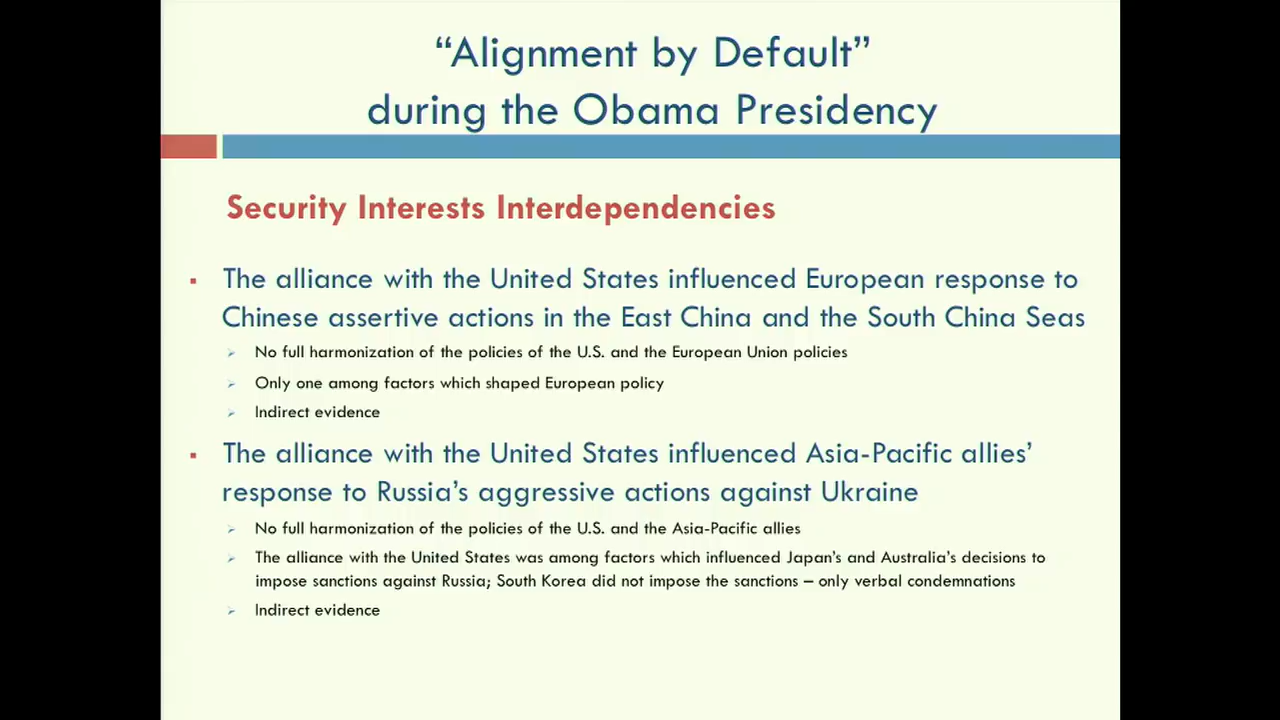 “Alignment by Default”
during the Obama Presidency
Security Interests Interdependencies
▪ The alliance with the United States influenced European response to
Chinese assertive actions in the East China and the South China Seas
➢ No full harmonization of the policies of the U.S. and the European Union policies
➢ Only one among factors which shaped European policy
➢ Indirect evidence
▪ The alliance with the United States influenced Asia-Pacific allies’
response to Russia’s aggressive actions against Ukraine
➢ No full harmonization of the policies of the U.S. and the Asia-Pacific allies
➢ The alliance with the United States was among factors which influenced Japan’s and Australia’s decisions to
impose sanctions against Russia; South Korea did not impose the sanctions – only verbal condemnations
➢ Indirect evidence